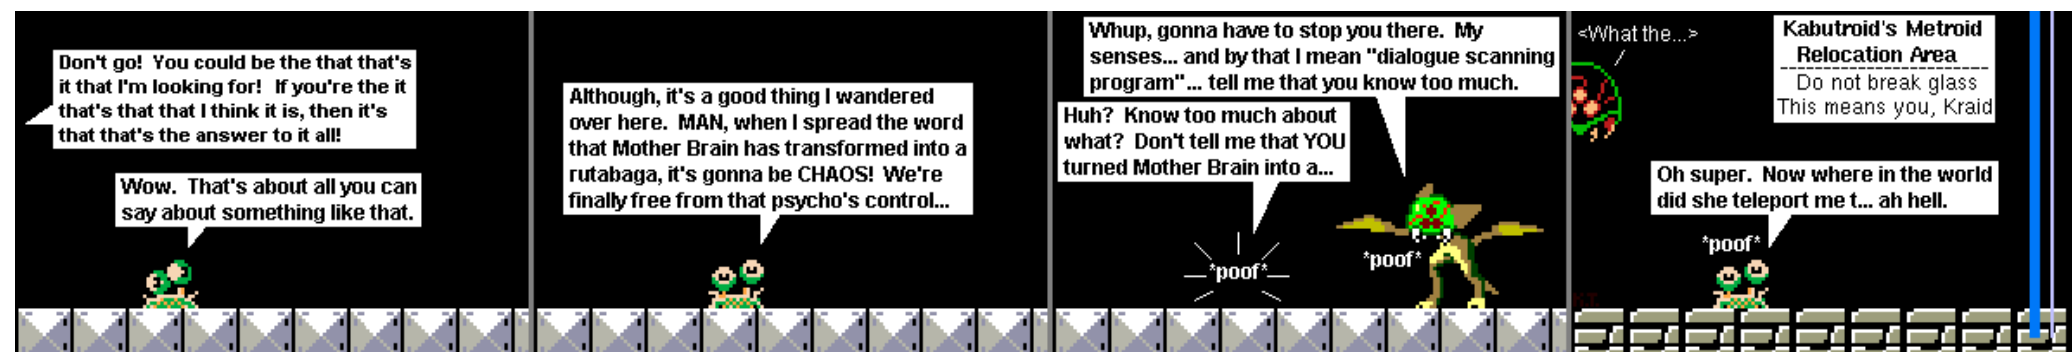 Don't go! You could be the that that's
it that I'm looking for! If you're the it
that's that that I think it is, then it's
that that's the answer to it all!
Wow. That's about all you can
say about something like that.
Although, it's a good thing I wandered
over here. MAN, when I spread the word
that Mother Brain has transformed into a
rutabaga, it's gonna be CHAOS! We're
finally free from that psycho's control...
Whup, gonna have to stop you there. My
senses... and by that I mean "dialogue scanning
program"... tell me that you know too much.
Huh? Know too much about
what? Don't tell me that YOU
turned Mother Brain into a...
*poof*
*poof*
<What the...>
Kabutroid's Metroid
Relocation Area
Do not break glass
This means you, Kraid
Oh super. Now where in the world
did she teleport me t... ah hell.
*poof*